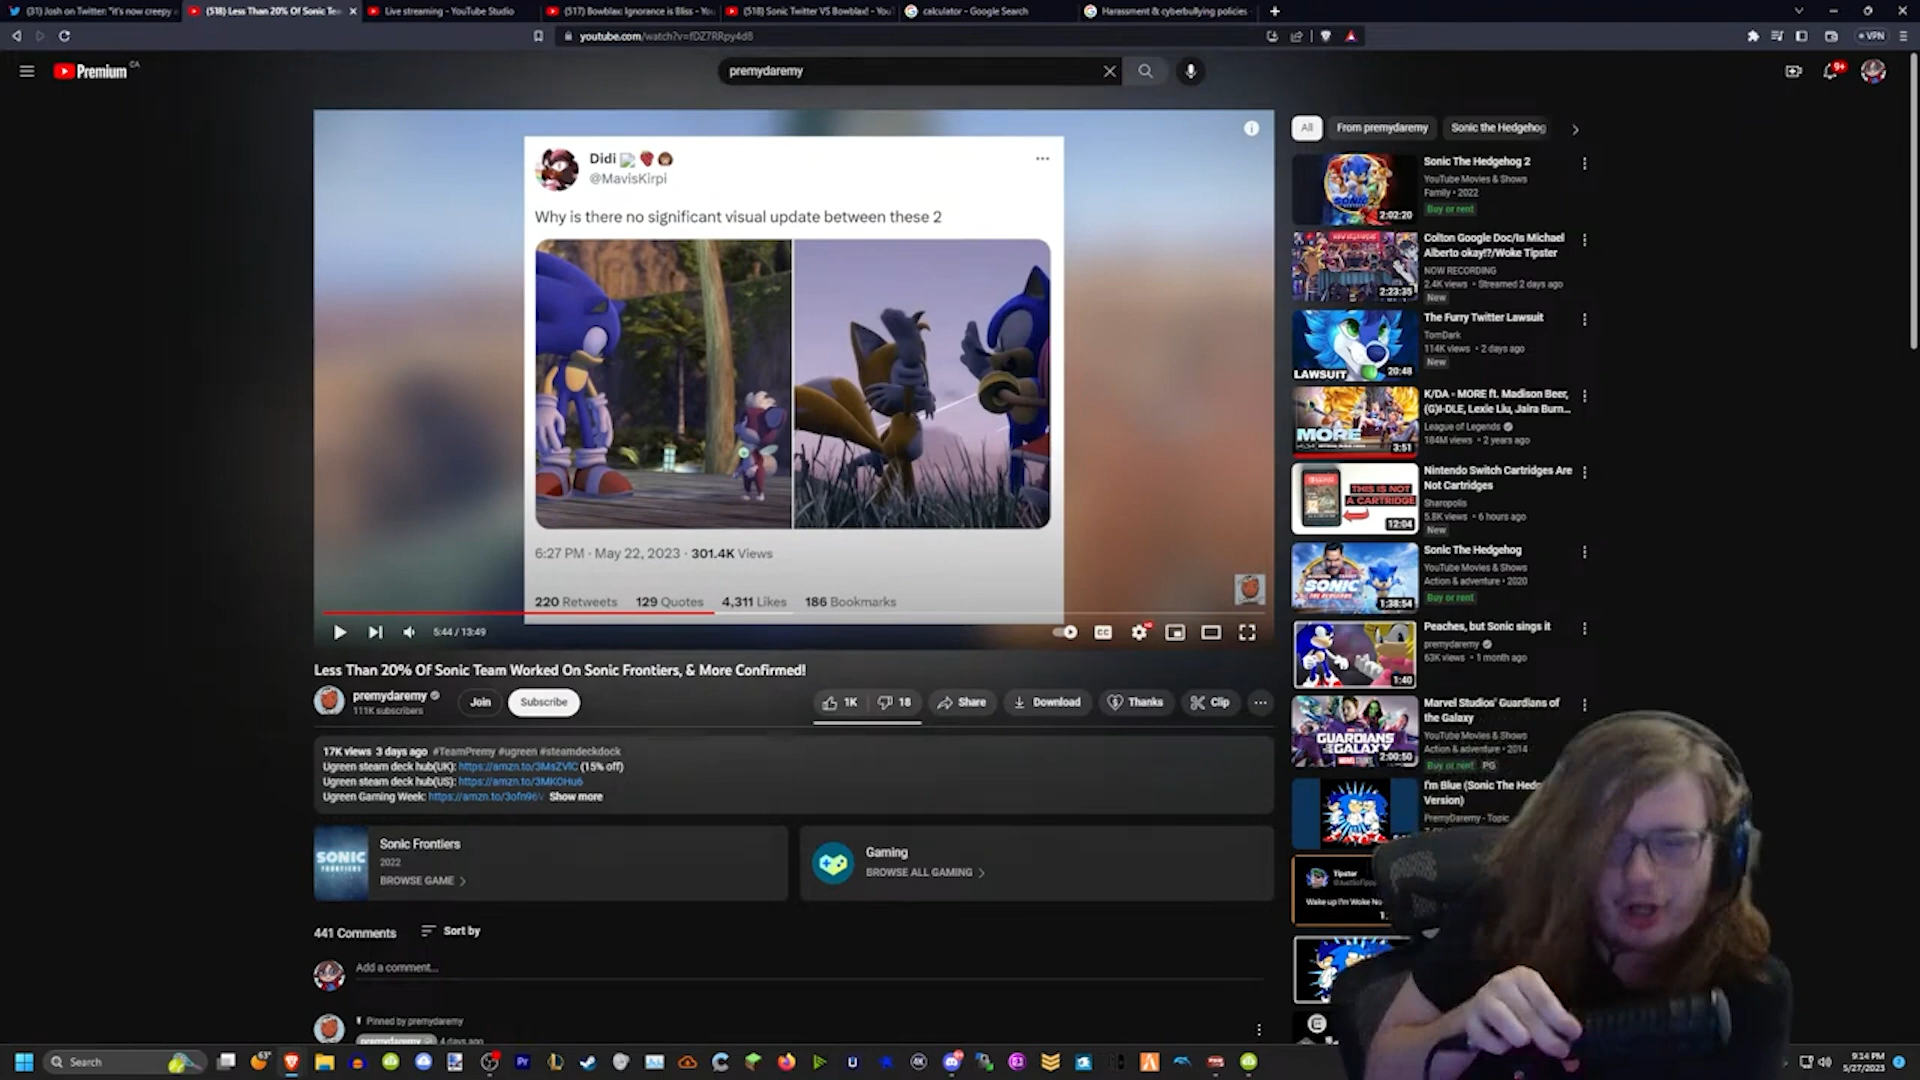 (31) Josh on Twitter: "it's now creepy
(518) Less Than 20% Of Sonic Te
Live streaming - YouTube Studio
(517) Bowblax: Ignorance is Bliss - You
(518) Sonic Twitter VS Bowblax! - You
calculator - Google Search
Harassment & cyberbullying policies
youtube.com/watch?v=fDZ7RRpy4d8
VPN
Premium CA
premydaremy
9+
Didi
@MavisKirpi
Why is there no significant visual update between these 2
6:27 PM · May 22, 2023 · 301.4K Views
220 Retweets 129 Quotes 4,311 Likes 186 Bookmarks
5:44 / 13:49
CC
HD
Less Than 20% Of Sonic Team Worked On Sonic Frontiers, & More Confirmed!
premydaremy
111K subscribers
Join
Subscribe
1K
18
Share
Download
Thanks
Clip
17K views 3 days ago #TeamPremy #ugreen #steamdeckdock
Ugreen steam deck hub(UK): https://amzn.to/3MsZVlC (15% off)
Ugreen steam deck hub(US): https://amzn.to/3MKOHu6
Ugreen Gaming Week: https://amzn.to/3ofn96V Show more
SONIC
FRONTIERS
Sonic Frontiers
2022
BROWSE GAME
Gaming
BROWSE ALL GAMING
441 Comments
Sort by
Add a comment...
Pinned by premydaremy
premydaremy 4 days ago
All
From premydaremy
Sonic the Hedgehog
Sonic The Hedgehog 2
YouTube Movies & Shows
Family • 2022
Buy or rent
2:02:20
Colton Google Doc/Is Michael
Alberto okay!?/Woke Tipster
NOW RECORDING
2.4K views • Streamed 2 days ago
New
2:23:35
The Furry Twitter Lawsuit
TomDark
114K views • 2 days ago
New
LAWSUIT
20:48
K/DA - MORE ft. Madison Beer,
(G)I-DLE, Lexie Liu, Jaira Burn...
League of Legends
184M views • 2 years ago
MORE
3:51
Nintendo Switch Cartridges Are
Not Cartridges
Sharopolis
5.8K views • 6 hours ago
New
THIS IS NOT
A CARTRIDGE
12:04
Sonic The Hedgehog
YouTube Movies & Shows
Action & adventure • 2020
Buy or rent
SONIC
1:38:54
Peaches, but Sonic sings it
premydaremy
63K views • 1 month ago
1:40
Marvel Studios' Guardians of
the Galaxy
YouTube Movies & Shows
Action & adventure • 2014
Buy or rent PG
GUARDIANS
2:00:50
I'm Blue (Sonic The Hed
Version)
PremyDaremy - Topic
Tipster
Wake up I'm Woke No
Search
63°
9:14 PM
5/27/2023